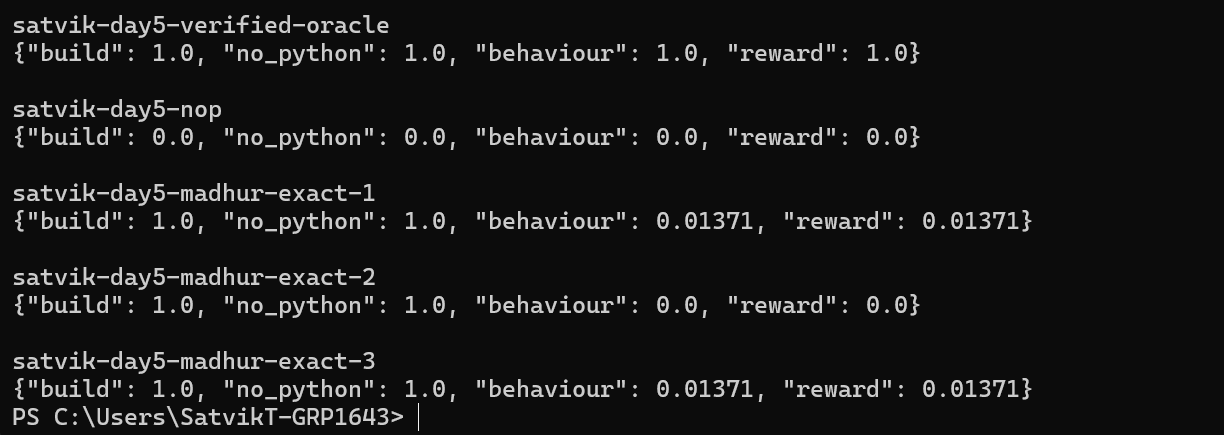 satvik-day5-verified-oracle
{"build": 1.0, "no_python": 1.0, "behaviour": 1.0, "reward": 1.0}
satvik-day5-nop
{"build": 0.0, "no_python": 0.0, "behaviour": 0.0, "reward": 0.0}
satvik-day5-madhur-exact-1
{"build": 1.0, "no_python": 1.0, "behaviour": 0.01371, "reward": 0.01371}
satvik-day5-madhur-exact-2
{"build": 1.0, "no_python": 1.0, "behaviour": 0.0, "reward": 0.0}
satvik-day5-madhur-exact-3
{"build": 1.0, "no_python": 1.0, "behaviour": 0.01371, "reward": 0.01371}
PS C:\Users\SatvikT-GRP1643>